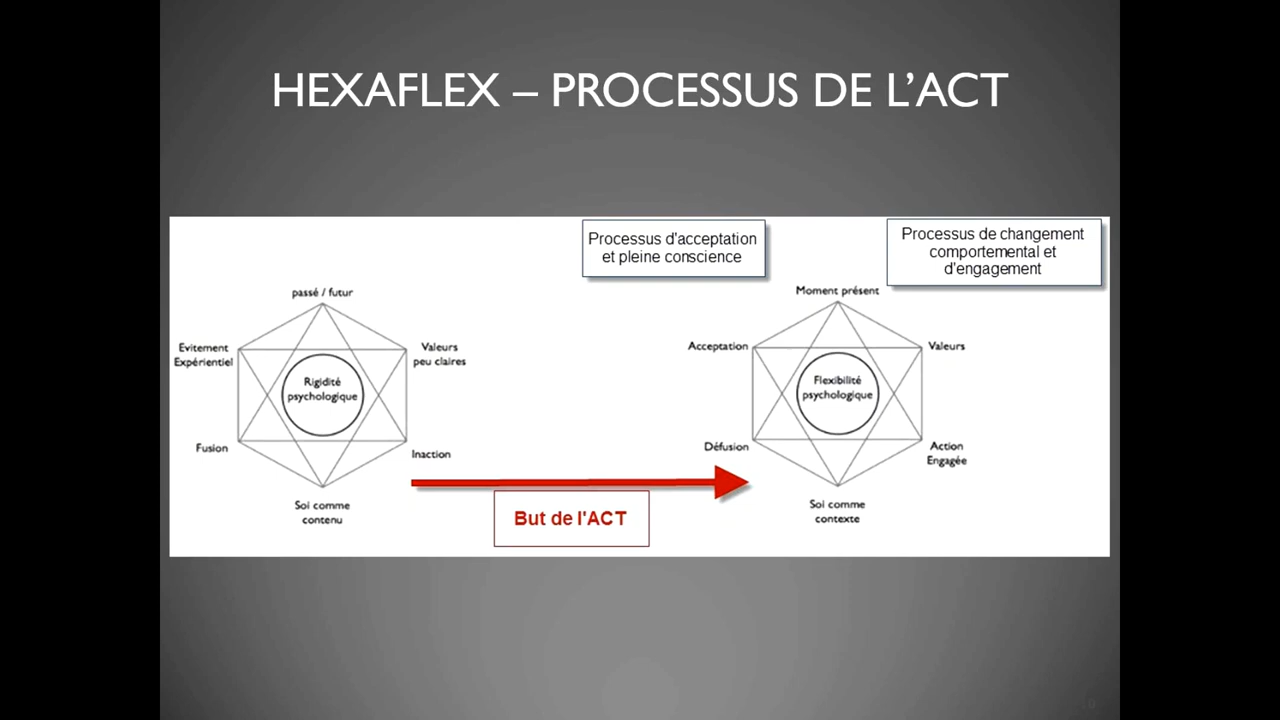 HEXAFLEX – PROCESSUS DE L’ACT
Processus d'acceptation
et pleine conscience
Processus de changement
comportemental et
d'engagement
passé / futur
Evitement
Expérientiel
Valeurs
peu claires
Rigidité
psychologique
Fusion
Inaction
Soi comme
contenu
But de l'ACT
Moment présent
Acceptation
Valeurs
Flexibilité
psychologique
Défusion
Action
Engagée
Soi comme
contexte